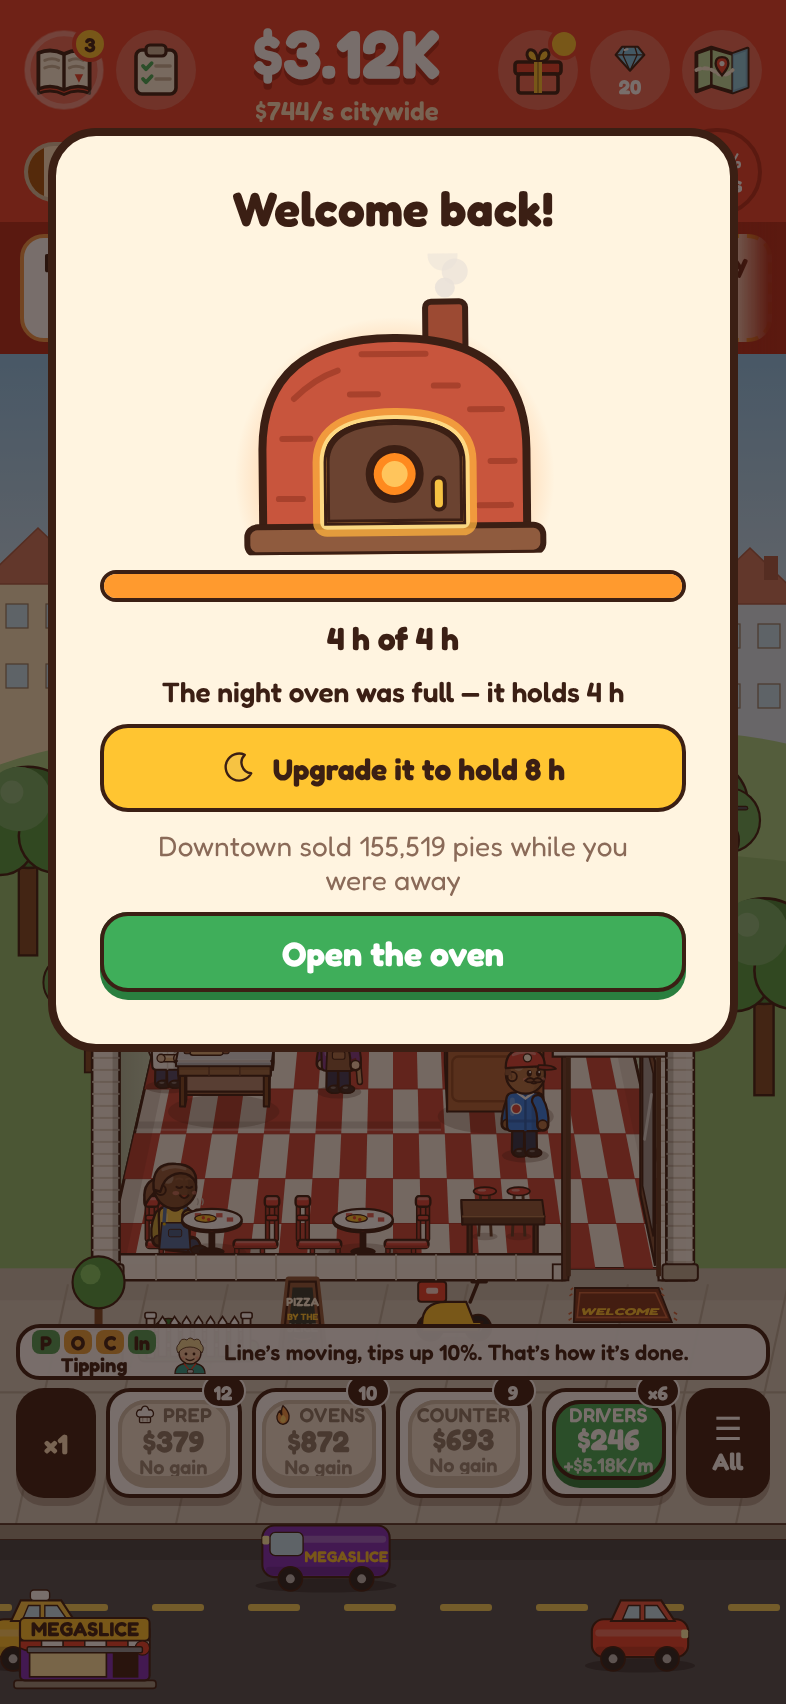 3
$3.12K
$744/s citywide
20
Welcome back!
4 h of 4 h
The night oven was full — it holds 4 h
Upgrade it to hold 8 h
Downtown sold 155,519 pies while you
were away
Open the oven
PIZZA
BY THE
WELCOME
P O C In
Tipping
Line's moving, tips up 10%. That's how it's done.
x1
12
PREP
$379
No gain
10
OVENS
$872
No gain
9
COUNTER
$693
No gain
x6
DRIVERS
$246
+$5.18K/m
All
MEGASLICE
MEGASLICE